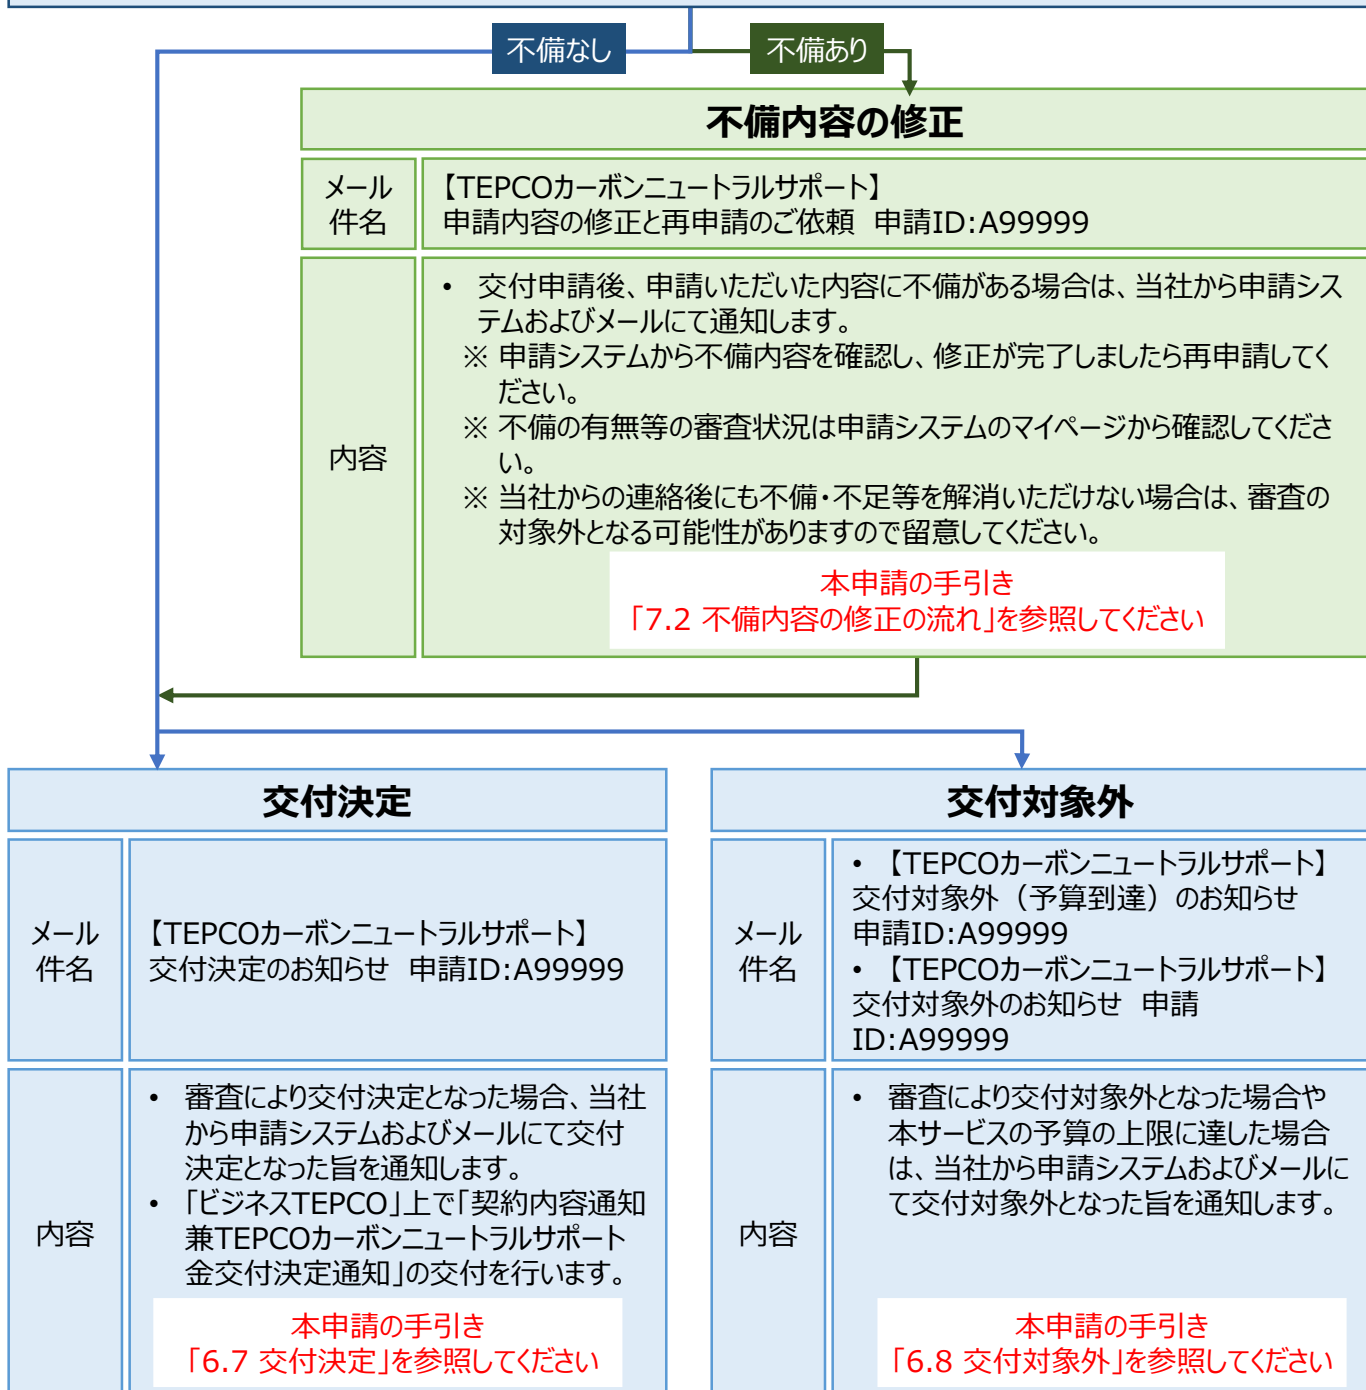 不備なし
不備あり
不備内容の修正
メール
件名
【TEPCOカーボンニュートラルサポート】
申請内容の修正と再申請のご依頼　申請ID:A99999
内容
• 交付申請後、申請いただいた内容に不備がある場合は、当社から申請シス
テムおよびメールにて通知します。
※ 申請システムから不備内容を確認し、修正が完了しましたら再申請してく
ださい。
※ 不備の有無等の審査状況は申請システムのマイページから確認してくださ
い。
※ 当社からの連絡後にも不備・不足等を解消いただけない場合は、審査の
対象外となる可能性がありますので留意してください。
本申請の手引き
「7.2 不備内容の修正の流れ」を参照してください
交付決定
メール
件名
【TEPCOカーボンニュートラルサポート】
交付決定のお知らせ　申請ID:A99999
内容
• 審査により交付決定となった場合、当社
から申請システムおよびメールにて交付
決定となった旨を通知します。
• 「ビジネスTEPCO」上で「契約内容通知
兼TEPCOカーボンニュートラルサポート
金交付決定通知」の交付を行います。
本申請の手引き
「6.7 交付決定」を参照してください
交付対象外
メール
件名
• 【TEPCOカーボンニュートラルサポート】
交付対象外（予算到達）のお知らせ
申請ID:A99999
• 【TEPCOカーボンニュートラルサポート】
交付対象外のお知らせ　申請
ID:A99999
内容
• 審査により交付対象外となった場合や
本サービスの予算の上限に達した場合
は、当社から申請システムおよびメールに
て交付対象外となった旨を通知します。
本申請の手引き
「6.8 交付対象外」を参照してください